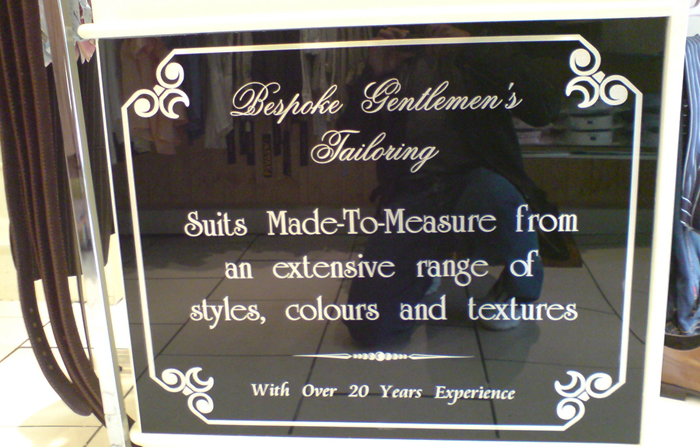 Bespoke Gentlemen's
Tailoring
Suits Made-To-Measure from
an extensive range of
styles, colours and textures
With Over 20 Years Experience